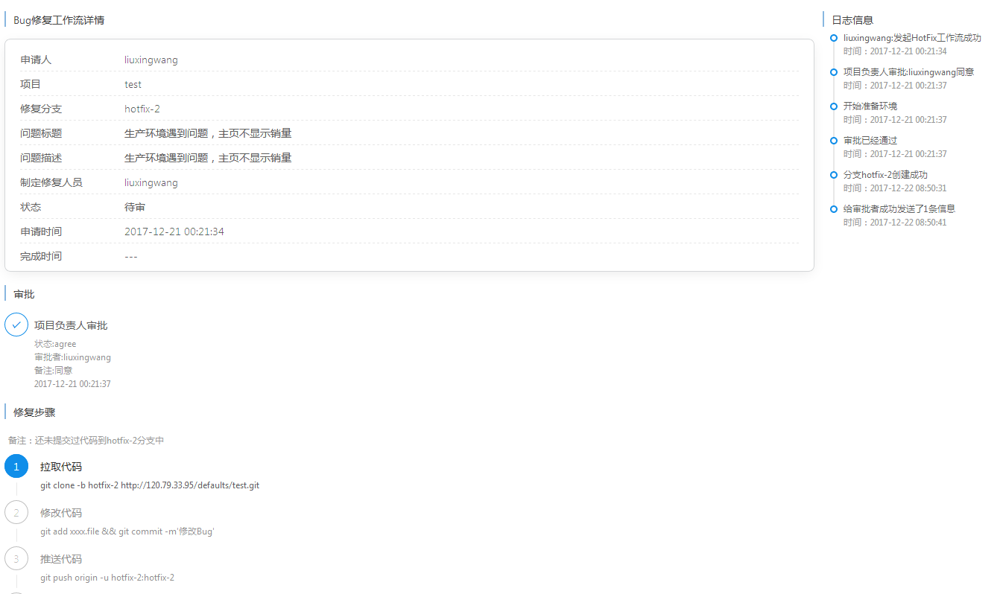 Bug修复工作流详情
申请人 liuxingwang
项目 test
修复分支 hotfix-2
问题标题 生产环境遇到问题，主页不显示销量
问题描述 生产环境遇到问题，主页不显示销量
制定修复人员 liuxingwang
状态 待审
申请时间 2017-12-21 00:21:34
完成时间 ---
审批
项目负责人审批
状态:agree
审批者:liuxingwang
备注:同意
2017-12-21 00:21:37
修复步骤
备注：还未提交过代码到hotfix-2分支中
1 拉取代码
git clone -b hotfix-2 http://120.79.33.95/defaults/test.git
2 修改代码
git add xxxx.file && git commit -m'修改Bug'
3 推送代码
git push origin -u hotfix-2:hotfix-2
日志信息
liuxingwang:发起HotFix工作流成功
时间：2017-12-21 00:21:34
项目负责人审批:liuxingwang同意
时间：2017-12-21 00:21:37
开始准备环境
时间：2017-12-21 00:21:37
审批已经通过
时间：2017-12-21 00:21:37
分支hotfix-2创建成功
时间：2017-12-22 08:50:31
给审批者成功发送了1条信息
时间：2017-12-22 08:50:41